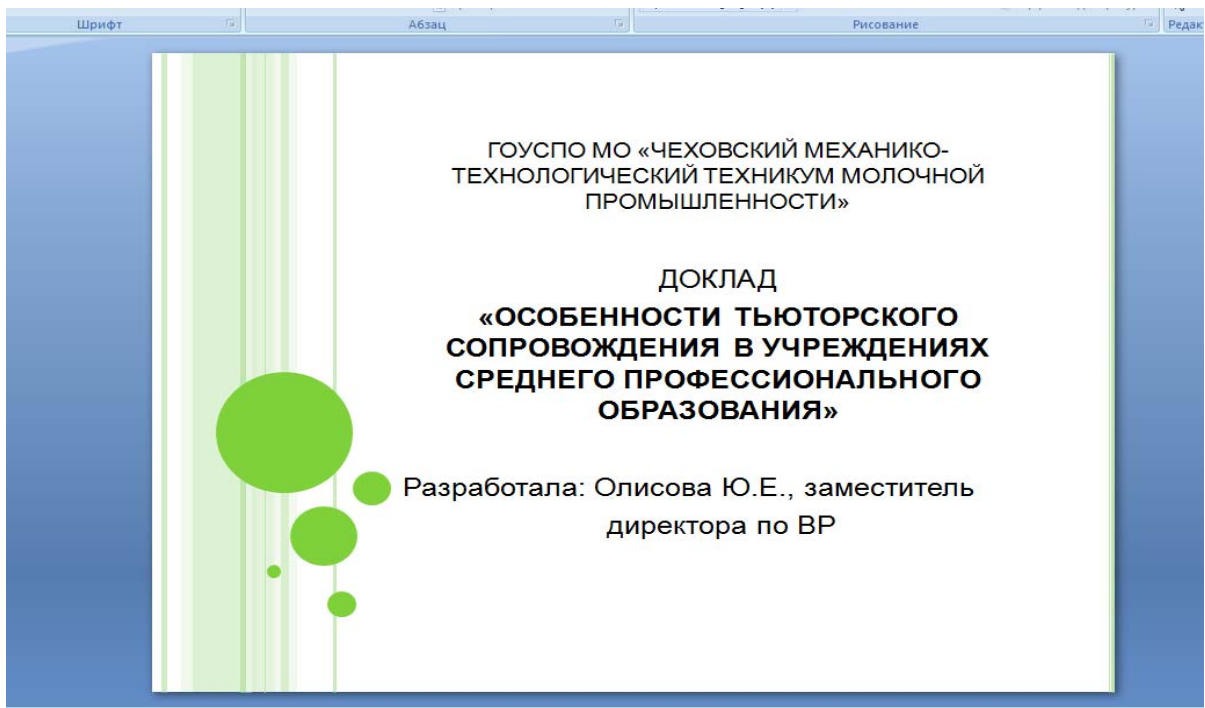 Шрифт Абзац Рисование Редак
ГОУСПО МО «ЧЕХОВСКИЙ МЕХАНИКО-
ТЕХНОЛОГИЧЕСКИЙ ТЕХНИКУМ МОЛОЧНОЙ
ПРОМЫШЛЕННОСТИ»
ДОКЛАД
«ОСОБЕННОСТИ ТЬЮТОРСКОГО
СОПРОВОЖДЕНИЯ В УЧРЕЖДЕНИЯХ
СРЕДНЕГО ПРОФЕССИОНАЛЬНОГО
ОБРАЗОВАНИЯ»
Разработала: Олисова Ю.Е., заместитель
директора по ВР